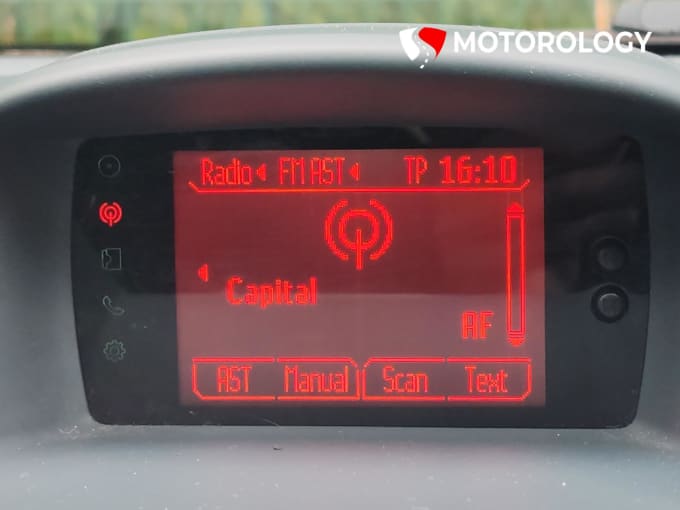 MOTOROLOGY
Radio FM AST TP 16:10
Capital
AF
AST Manual Scan Text